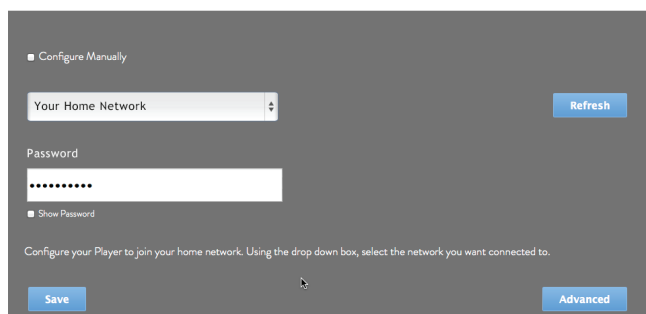 Configure Manually
Your Home Network
Refresh
Password
••••••••••
Show Password
Configure your Player to join your home network. Using the drop down box, select the network you want connected to.
Save
Advanced